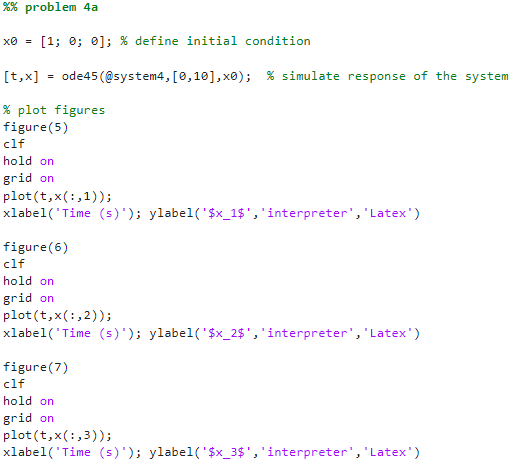 %% problem 4a
x0 = [1; 0; 0]; % define initial condition
[t,x] = ode45(@system4,[0,10],x0);  % simulate response of the system
% plot figures
figure(5)
clf
hold on
grid on
plot(t,x(:,1));
xlabel('Time (s)'); ylabel('$x_1$','interpreter','Latex')
figure(6)
clf
hold on
grid on
plot(t,x(:,2));
xlabel('Time (s)'); ylabel('$x_2$','interpreter','Latex')
figure(7)
clf
hold on
grid on
plot(t,x(:,3));
xlabel('Time (s)'); ylabel('$x_3$','interpreter','Latex')